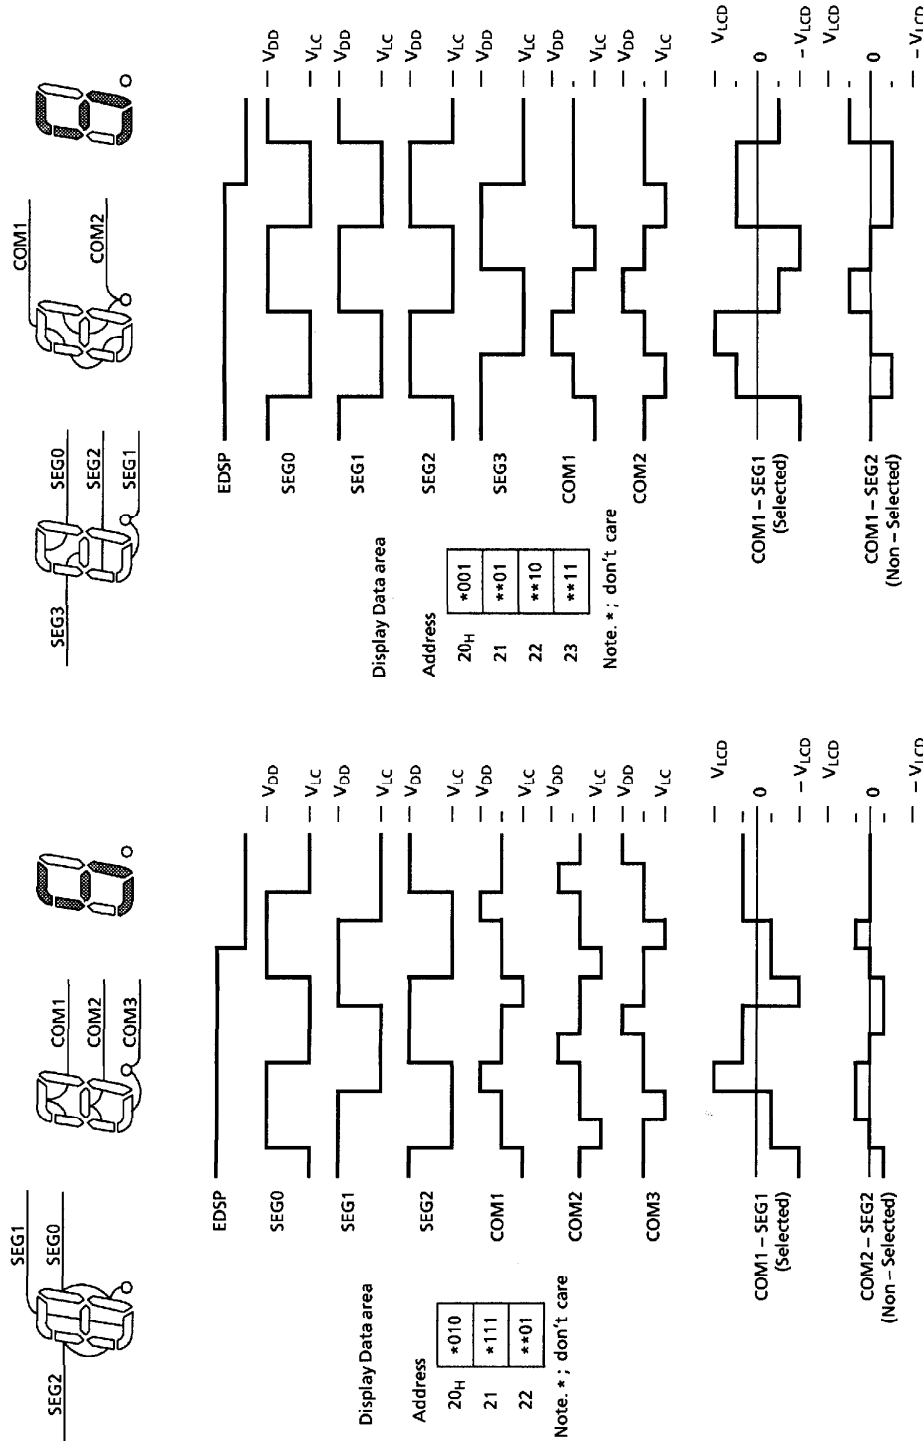 SEG1
SEG0
SEG2
COM1
COM2
COM3
EDSP
SEG0
VDD
VLC
SEG1
VDD
VLC
SEG2
VDD
VLC
COM1
VDD
VLC
COM2
VDD
VLC
COM3
VDD
VLC
COM1 – SEG1
(Selected)
VLCD
0
– VLCD
COM2 – SEG2
(Non – Selected)
VLCD
0
– VLCD
Display Data area
Address
20H *010
21 *111
22 **01
Note. * ; don't care
SEG3
SEG0
SEG2
SEG1
COM1
COM2
EDSP
SEG0
VDD
VLC
SEG1
VDD
VLC
SEG2
VDD
VLC
SEG3
VDD
VLC
COM1
VDD
VLC
COM2
VDD
VLC
COM1 – SEG1
(Selected)
VLCD
0
– VLCD
COM1 – SEG2
(Non – Selected)
VLCD
0
– VLCD
Display Data area
Address
20H *001
21 **01
22 **10
23 **11
Note. * ; don't care